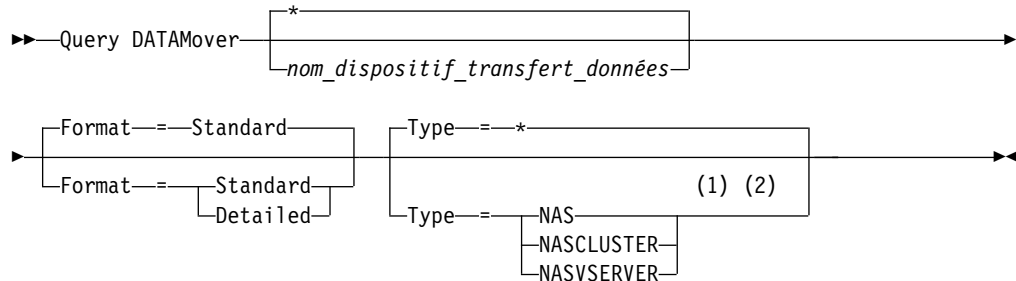 *
Query DATAMover
nom_dispositif_transfert_données
Format = Standard Type = *
Format = Standard (1) (2)
Detailed Type = NAS
NASCLUSTER
NASVSERVER